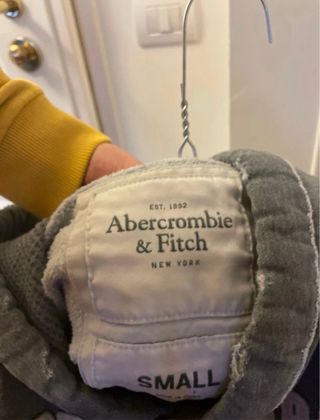 EST. 1892
Abercrombie
& Fitch
NEW YORK
SMALL